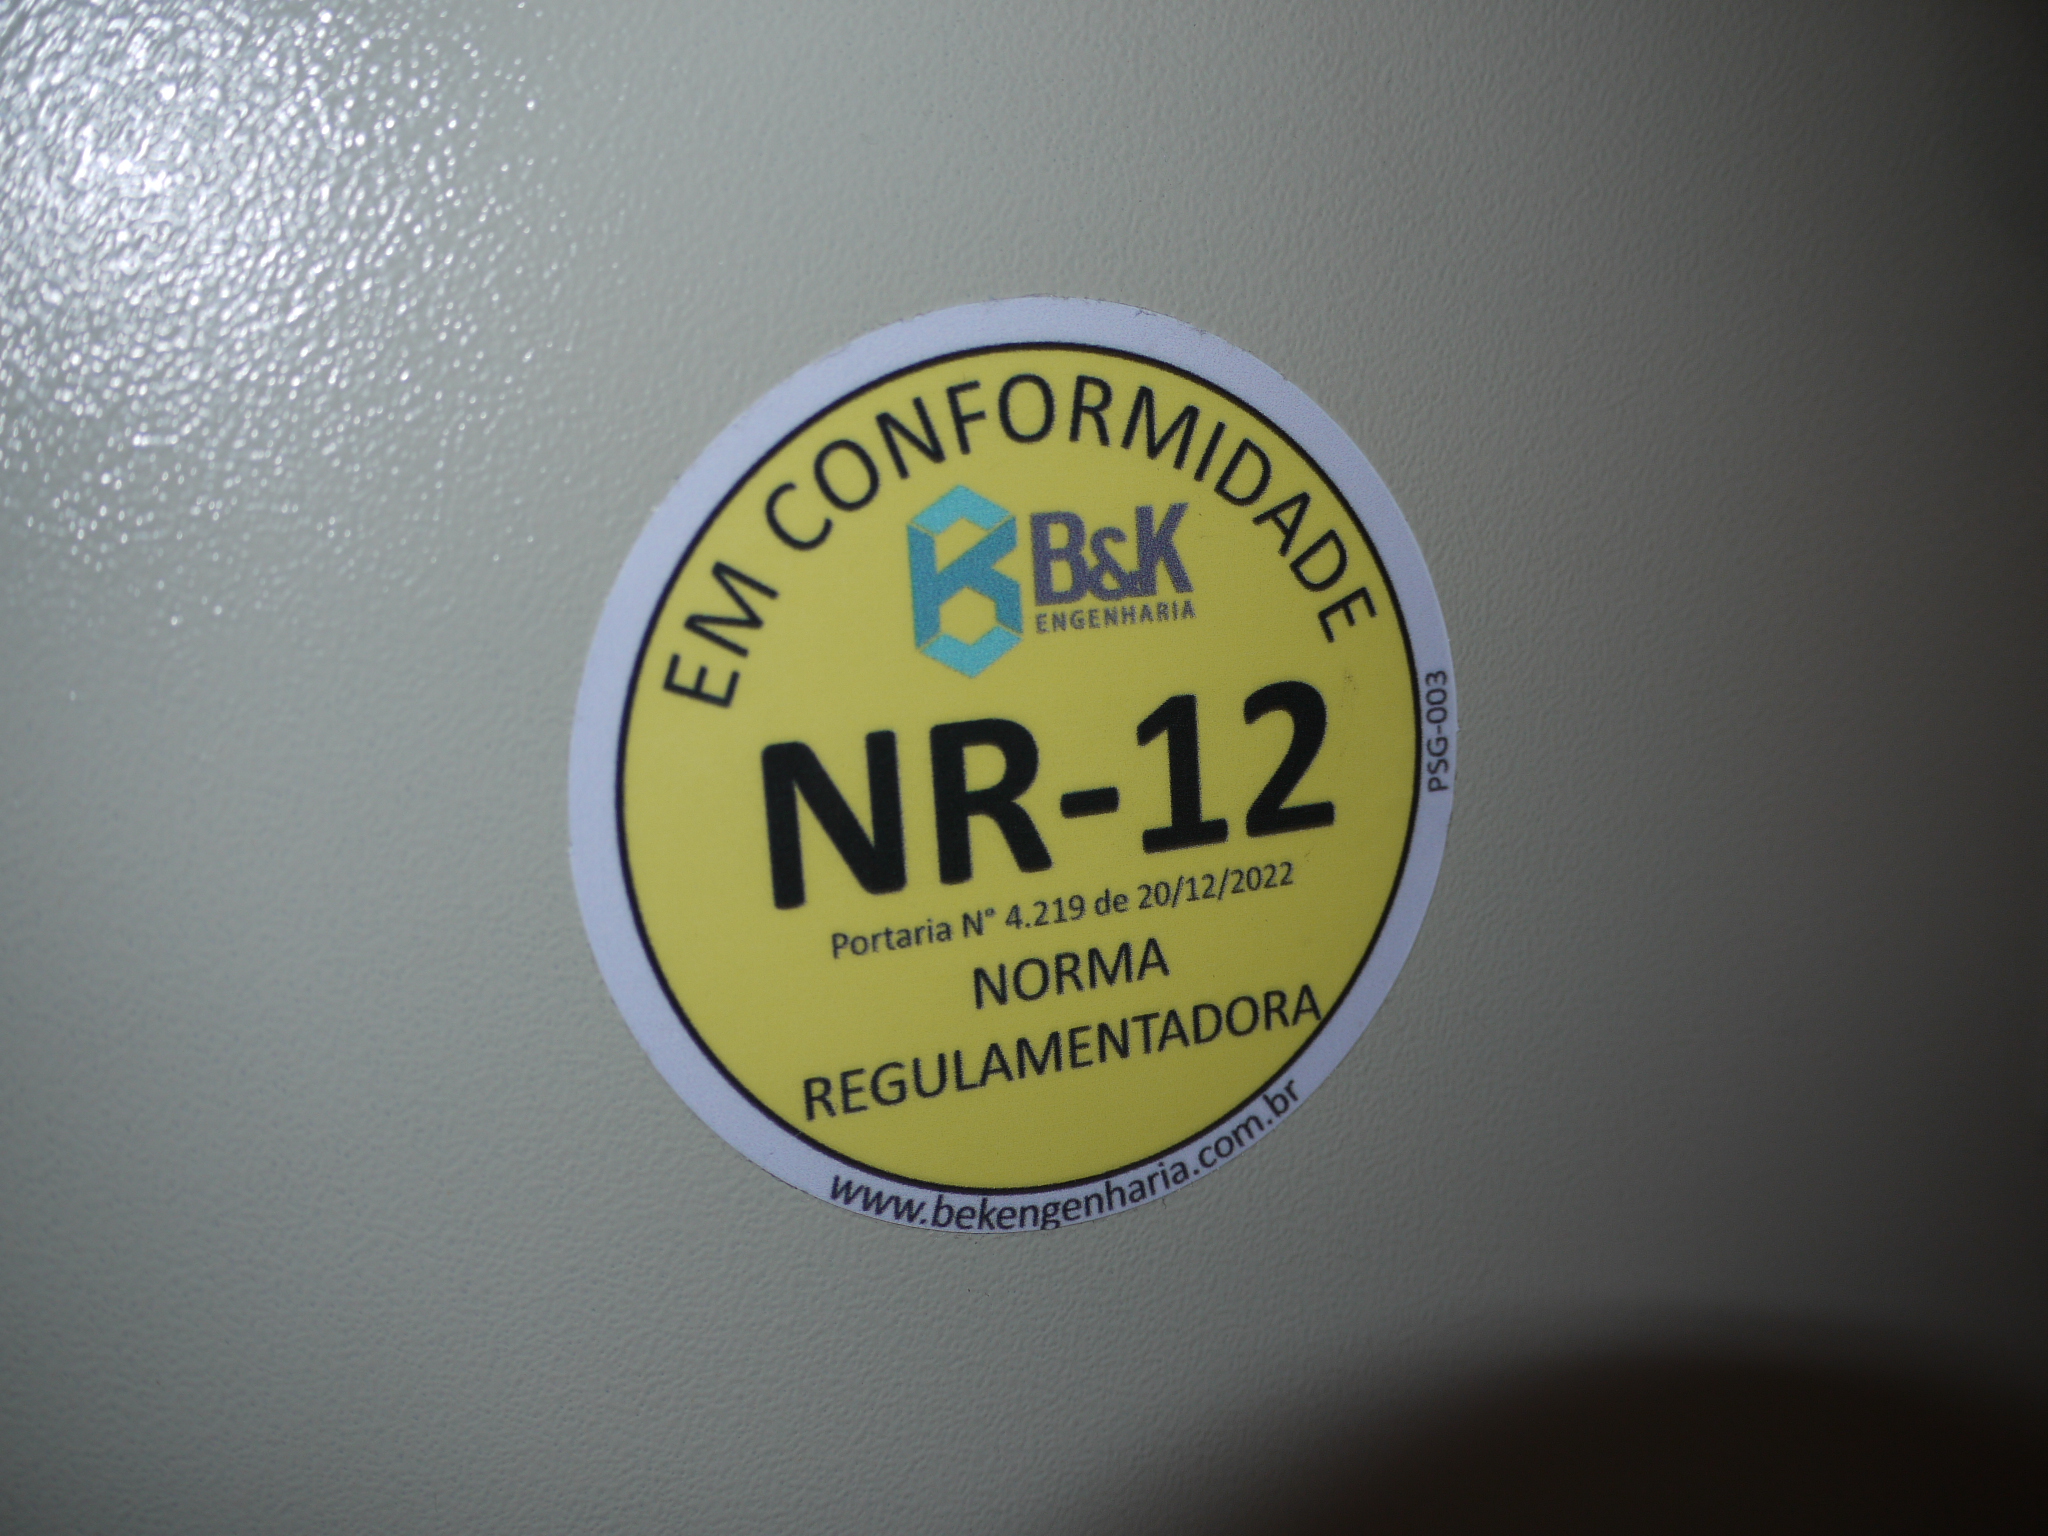 EM CONFORMIDADE
B&K
ENGENHARIA
NR-12
Portaria N° 4.219 de 20/12/2022
NORMA
REGULAMENTADORA
www.bekengenharia.com.br
PSG-003